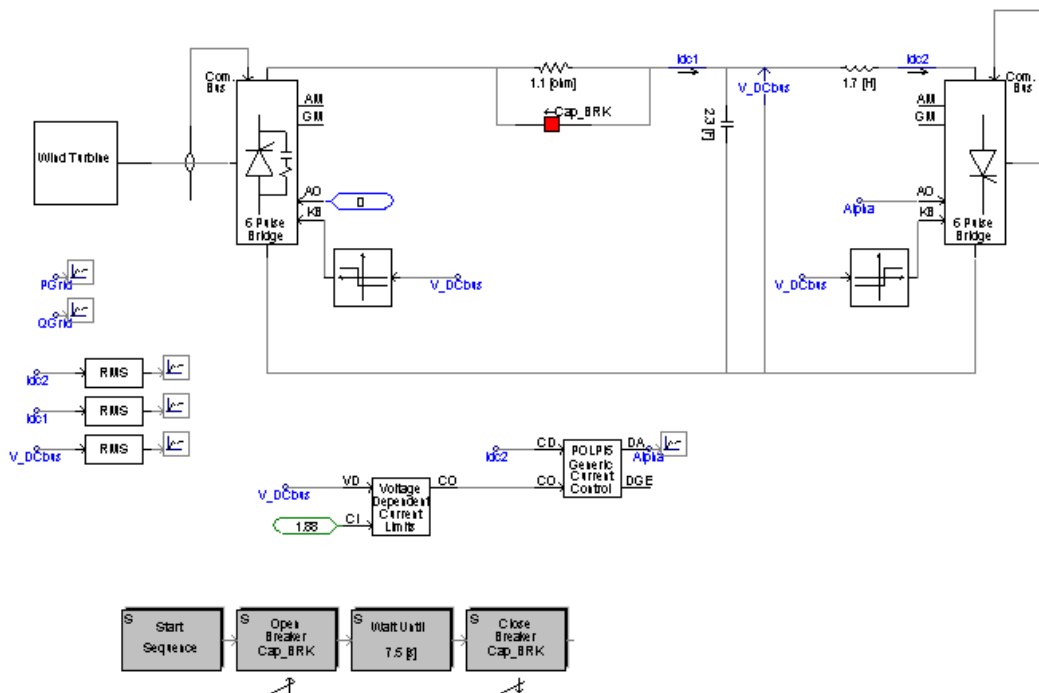 Com.
Bus
AM
GM
AO
KB
6 Pulse
Bridge
Wind Turbine
0
V_DCbus
1.1 [ohm]
Cap_BRK
Idc1
V_DCbus
2.3 [F]
1.7 [H]
Idc2
Com.
Bus
AM
GM
AO
KB
6 Pulse
Bridge
Alpha
V_DCbus
PGrid
QGrid
Idc2
RMS
Idc1
RMS
V_DCbus
RMS
V_DCbus
VD
CI
1.88
Voltage
Dependent
Current
Limits
CO
Idc2
CD
CO
POLPI5
Generic
Current
Control
DA
Alpha
DGE
S
Start
Sequence
S
Open
Breaker
Cap_BRK
S
Wait Until
7.5 [s]
S
Close
Breaker
Cap_BRK